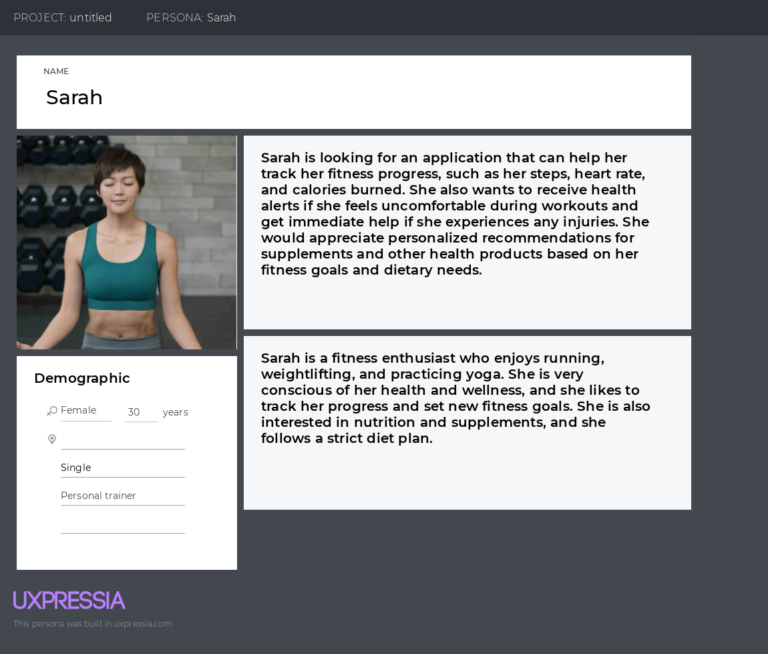 PROJECT: untitled PERSONA: Sarah
NAME
Sarah
Sarah is looking for an application that can help her
track her fitness progress, such as her steps, heart rate,
and calories burned. She also wants to receive health
alerts if she feels uncomfortable during workouts and
get immediate help if she experiences any injuries. She
would appreciate personalized recommendations for
supplements and other health products based on her
fitness goals and dietary needs.
Demographic
Female 30 years
Single
Personal trainer
Sarah is a fitness enthusiast who enjoys running,
weightlifting, and practicing yoga. She is very
conscious of her health and wellness, and she likes to
track her progress and set new fitness goals. She is also
interested in nutrition and supplements, and she
follows a strict diet plan.
UXPRESSIA
This persona was built in uxpressia.com